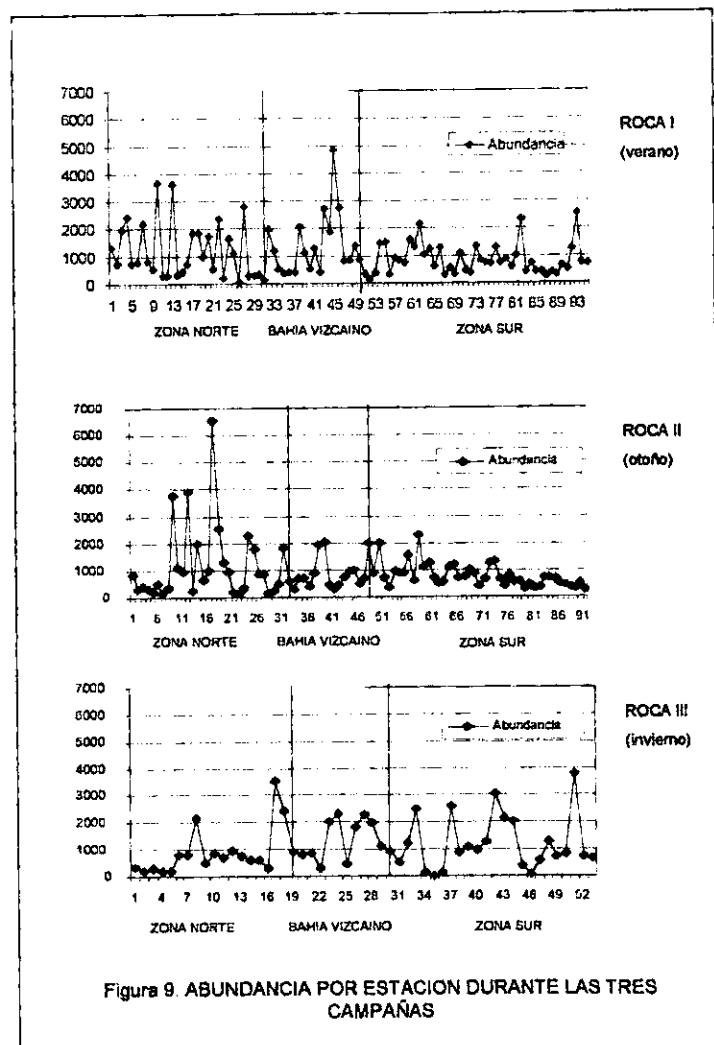 ROCA I
(verano)
Abundancia
7000
6000
5000
4000
3000
2000
1000
0
1 5 9 13 17 21 25 29 33 37 41 45 49 53 57 61 65 69 73 77 81 85 89 93
ZONA NORTE BAHIA VIZCAINO ZONA SUR
ROCA II
(otoño)
Abundancia
7000
6000
5000
4000
3000
2000
1000
0
1 6 11 16 21 26 31 36 41 46 51 56 61 66 71 76 81 86 91
ZONA NORTE BAHIA VIZCAINO ZONA SUR
ROCA III
(invierno)
Abundancia
7000
6000
5000
4000
3000
2000
1000
0
1 4 7 10 13 16 19 22 25 28 31 34 37 40 43 46 49 52
ZONA NORTE BAHIA VIZCAINO ZONA SUR
Figura 9. ABUNDANCIA POR ESTACION DURANTE LAS TRES
CAMPAÑAS